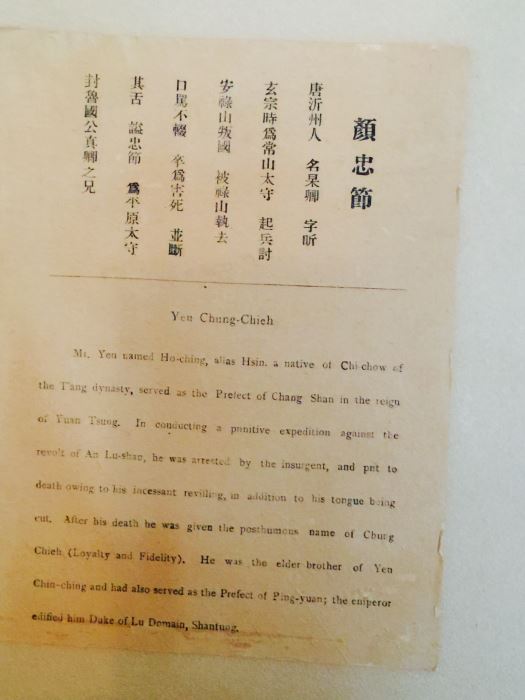 顏忠節
唐沂州人 名杲卿 字昕
玄宗時爲常山太守 起兵討
安祿山叛國 被祿山執去
口罵不輟 卒爲害死 並斷
其舌 謚忠節 爲平原太守
封魯國公真卿之兄
Yen Chung-Chieh
Mr. Yen named Ho-ching, alias Hsin. a native of Chi-chow of
the T'ang dynasty, served as the Prefect of Chang Shan in the reign
of Yuan Tsung. In conducting a punitive expedition against the
revolt of An Lu-shan, he was arrested by the insurgent, and put to
death owing to his incessant revilling, in addition to his tongue being
cut. After his death he was given the posthumous name of Chung
Chieh (Loyalty and Fidelity). He was the elder brother of Yen
Chin-ching and had also served as the Prefect of Ping-yuan; the emperor
edified him Duke of Lu Domain, Shantung.